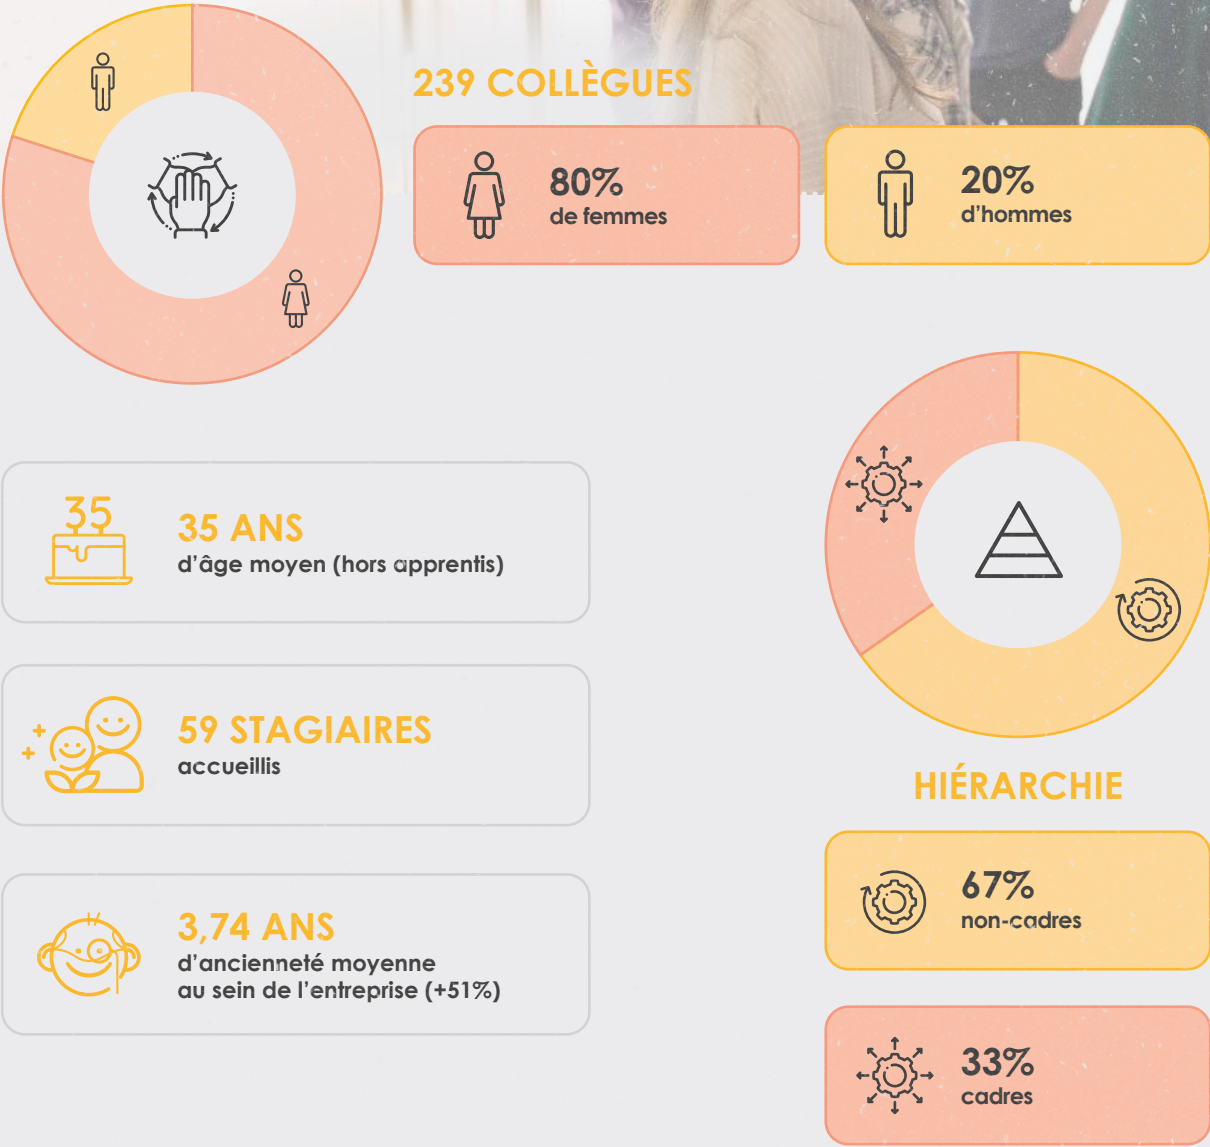 239 COLLÈGUES
80%
de femmes
20%
d’hommes
35
35 ANS
d’âge moyen (hors apprentis)
59 STAGIAIRES
accueillis
3,74 ANS
d’ancienneté moyenne
au sein de l’entreprise (+51%)
HIÉRARCHIE
67%
non-cadres
33%
cadres